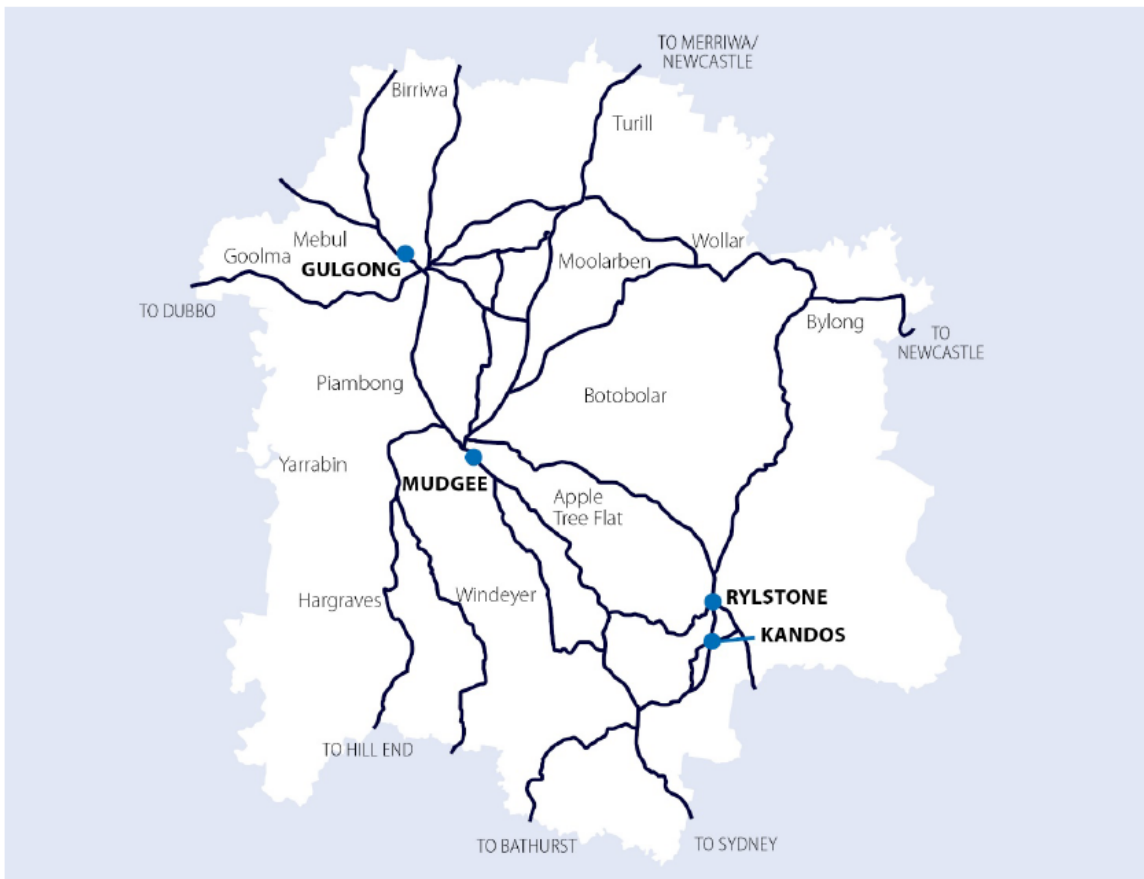 TO MERRIWA/
NEWCASTLE
Birriwa
Turill
Mebul
Wollar
Goolma
GULGONG
Moolarben
TO DUBBO
Bylong
TO
NEWCASTLE
Piambong
Botobolar
Yarrabin
MUDGEE
Apple
Tree Flat
Hargraves
Windeyer
RYLSTONE
KANDOS
TO HILL END
TO BATHURST
TO SYDNEY